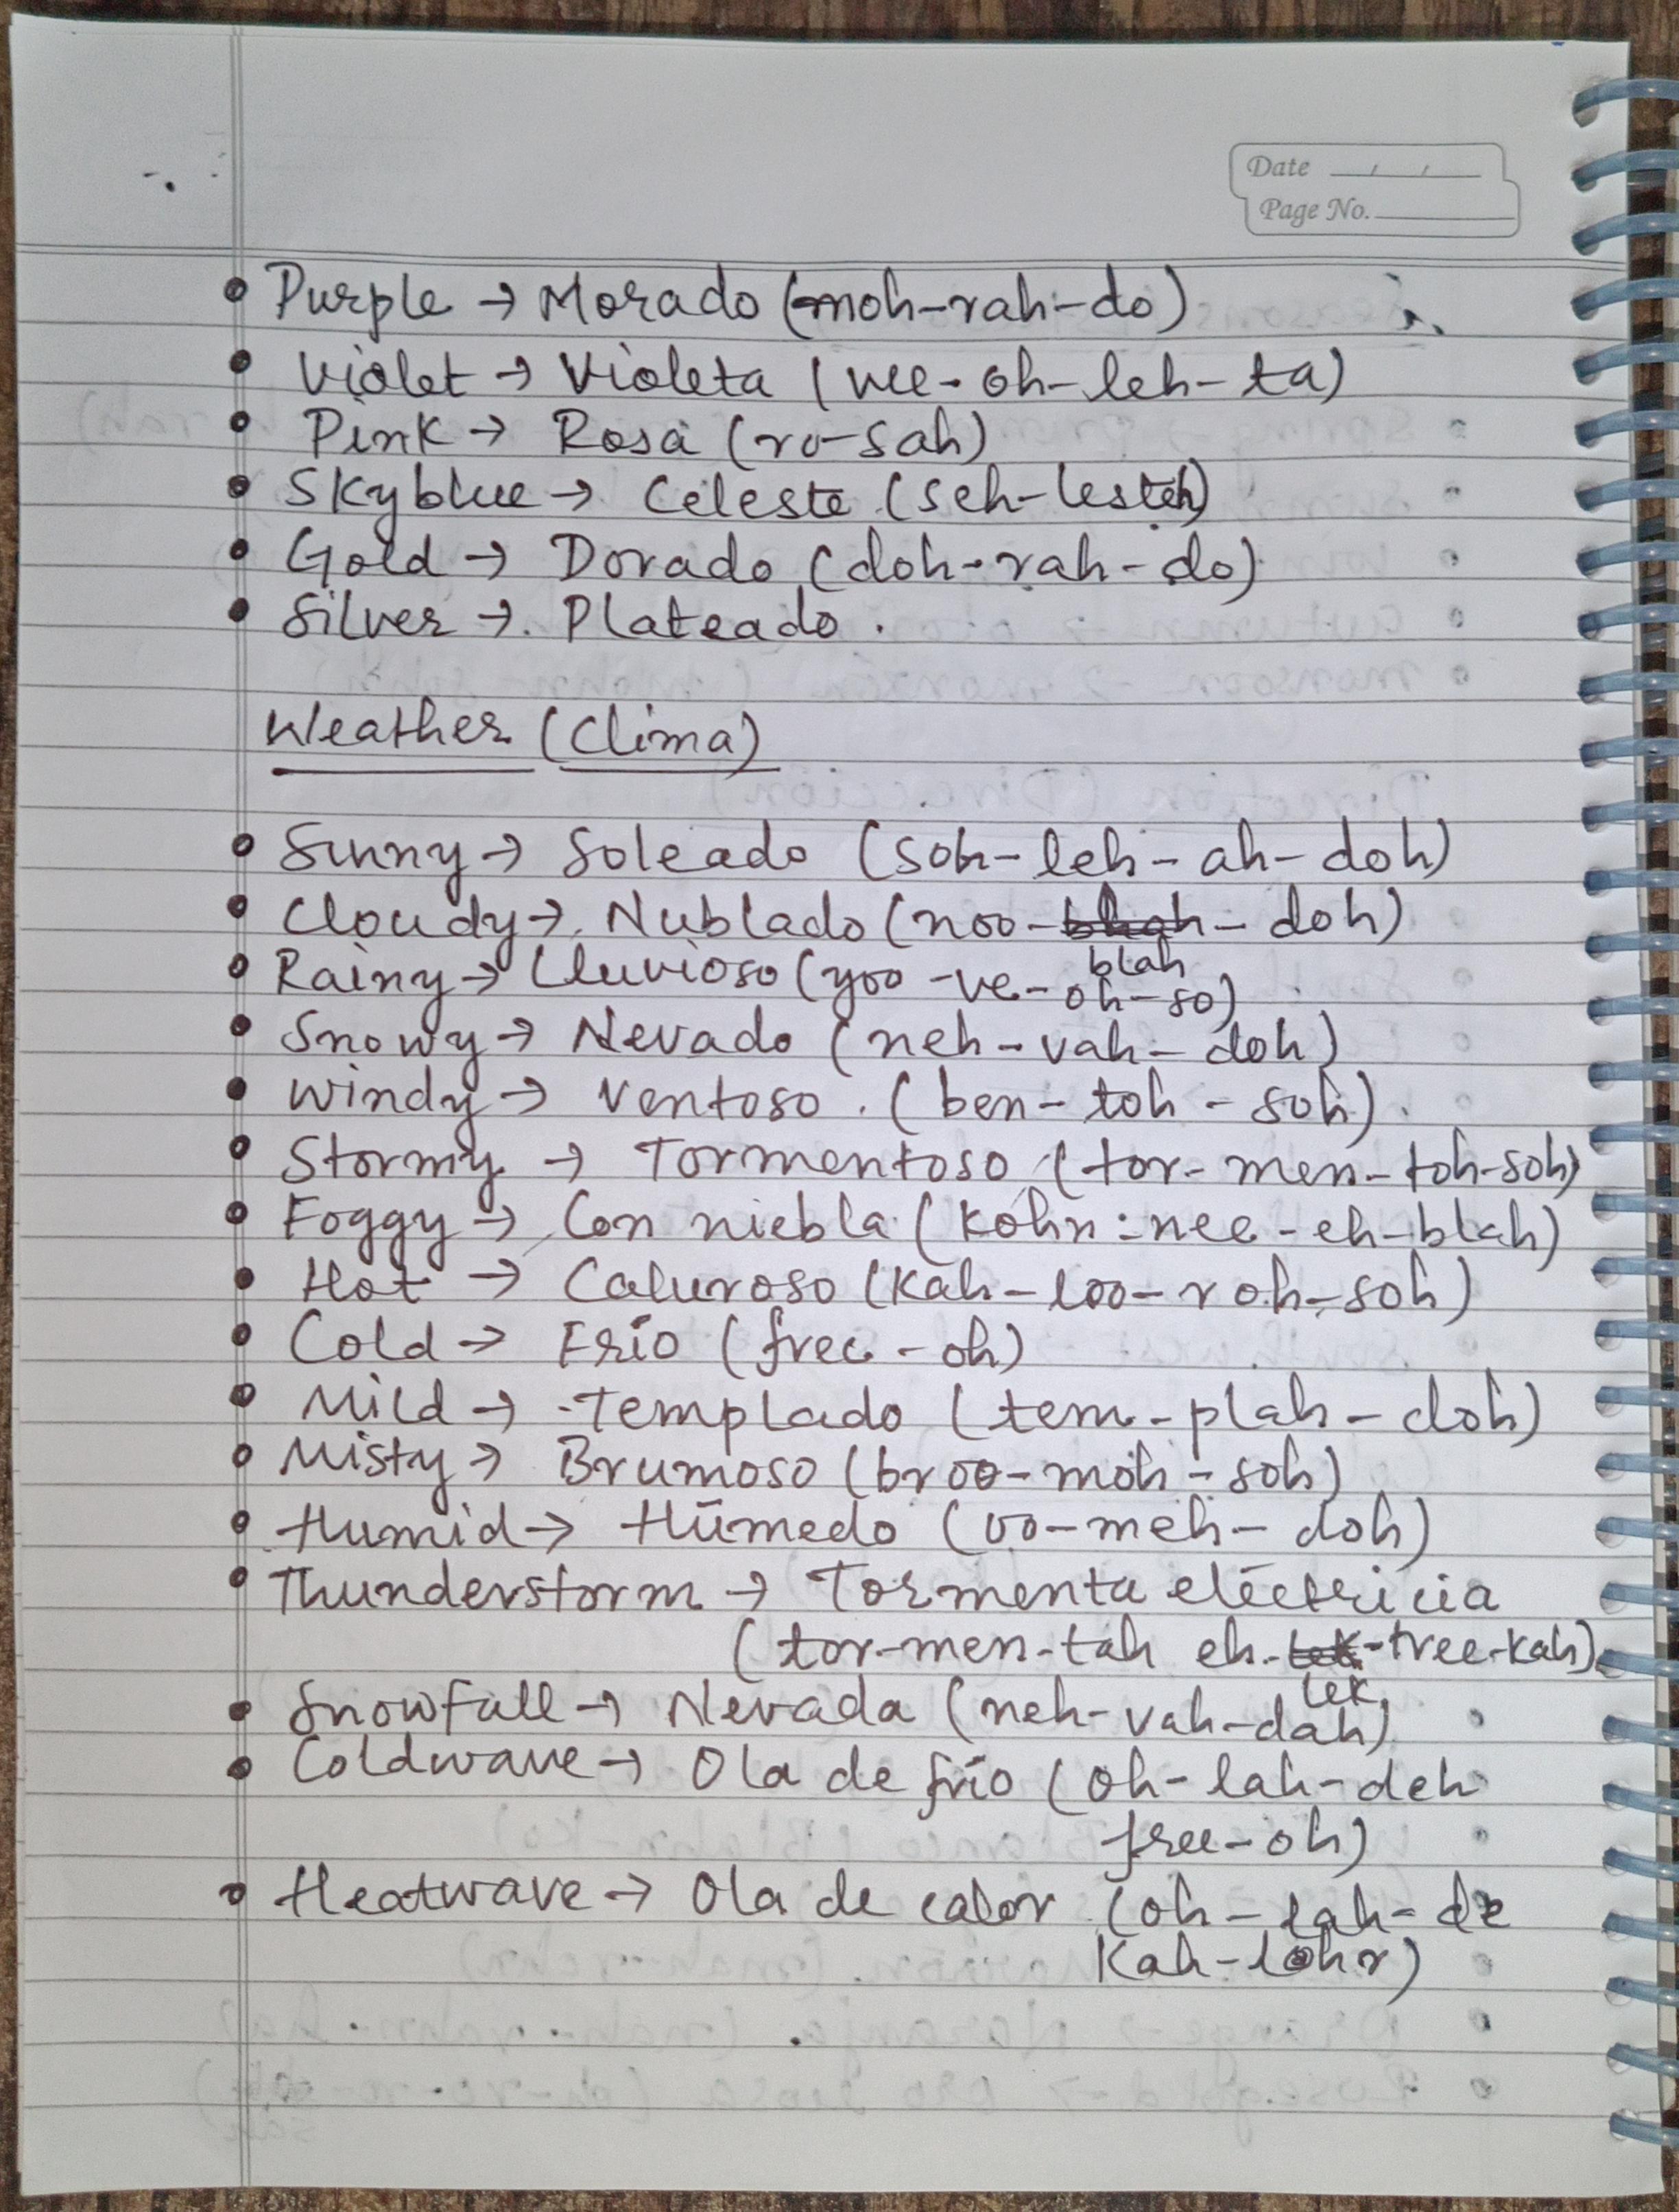 Date __/__/__
Page No. ______
• Purple → Morado (moh-rah-do)
• Violet → Violeta (vee-oh-leh-ta)
• Pink → Rosa (ro-sah)
• Skyblue → Celeste (seh-lesteh)
• Gold → Dorado (doh-rah-do)
• Silver → Plateado.
Weather (Clima)
• Sunny → Soleado (soh-leh-ah-doh)
• Cloudy → Nublado (noo-blah-doh)
• Rainy → Lluvioso (yoo-ve-oh-so)
• Snowy → Nevado (neh-vah-doh)
• Windy → Ventoso. (ben-toh-soh).
• Stormy → Tormentoso (tor-men-toh-soh)
• Foggy → Con niebla (kohn-nee-eh-blah)
• Hot → Caluroso (kah-loo-roh-soh)
• Cold → Frío (free-oh)
• Mild → Templado (tem-plah-doh)
• Misty → Brumoso (broo-moh-soh)
• Humid → Húmedo (oo-meh-doh)
• Thunderstorm → Tormenta eléctricia
(tor-men-tah eh-lek-tree-kah)
• Snowfall → Nevada (neh-vah-dah)
• Coldwave → Ola de frío (oh-lah-deh
free-oh)
• Heatwave → Ola de calor (oh-lah-de
kah-lohr)